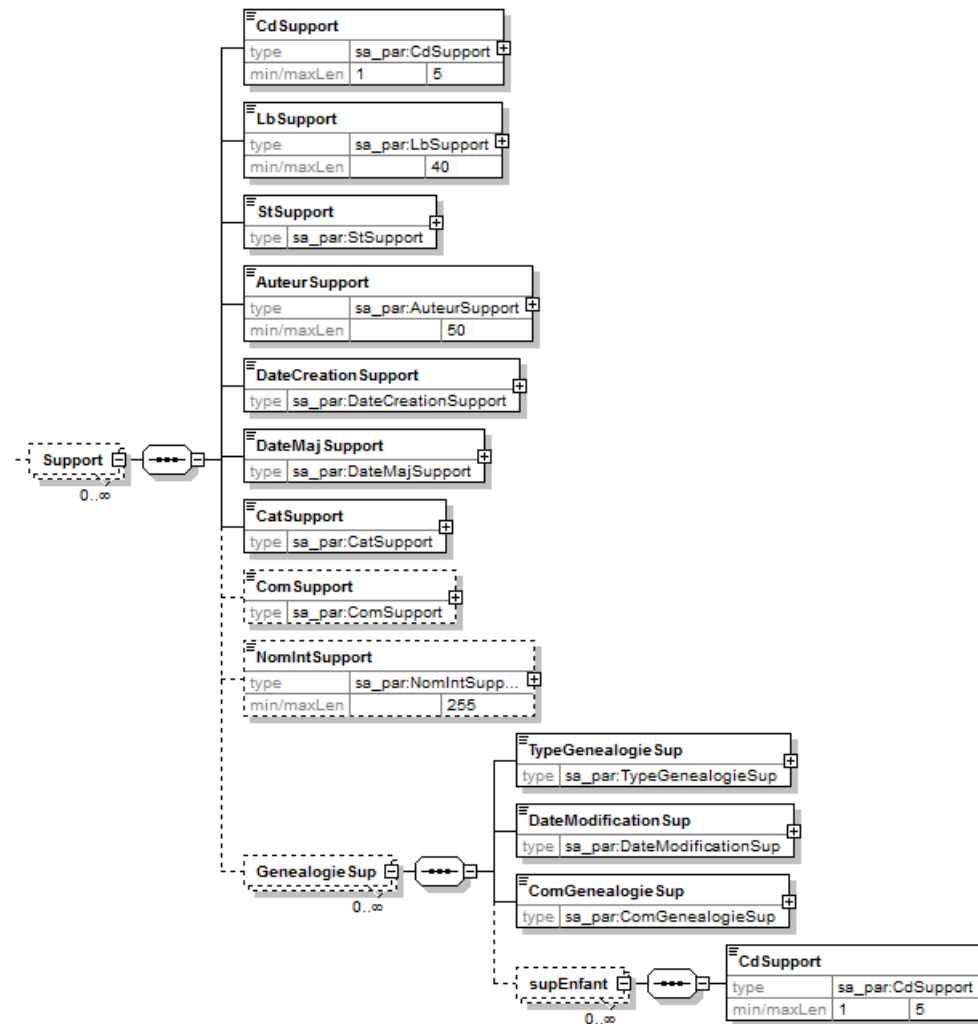 CdSupport
type sa_par:CdSupport
min/maxLen 1 5
LbSupport
type sa_par:LbSupport
min/maxLen 40
StSupport
type sa_par:StSupport
AuteurSupport
type sa_par:AuteurSupport
min/maxLen 50
DateCreationSupport
type sa_par:DateCreationSupport
DateMajSupport
type sa_par:DateMajSupport
Support
0..∞
CatSupport
type sa_par:CatSupport
ComSupport
type sa_par:ComSupport
NomIntSupport
type sa_par:NomIntSupp...
min/maxLen 255
TypeGenealogieSup
type sa_par:TypeGenealogieSup
DateModificationSup
type sa_par:DateModificationSup
GenealogieSup
0..∞
ComGenealogieSup
type sa_par:ComGenealogieSup
supEnfant
0..∞
CdSupport
type sa_par:CdSupport
min/maxLen 1 5